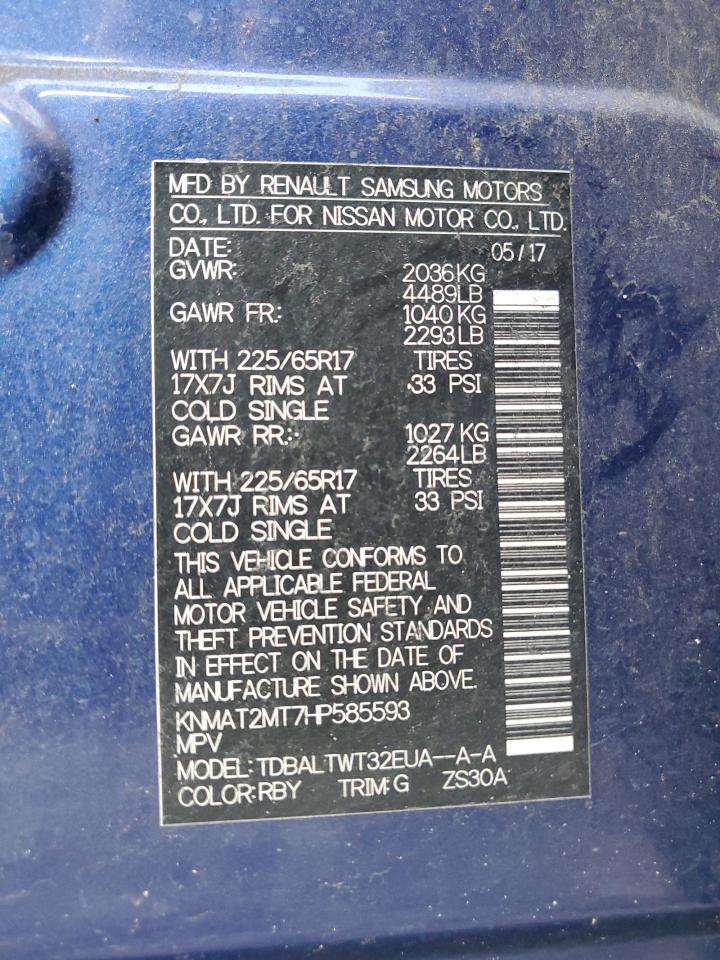 MFD BY RENAULT SAMSUNG MOTORS
CO., LTD. FOR NISSAN MOTOR CO., LTD.
DATE: 05/17
GVWR: 2036KG
4489LB
GAWR FR.: 1040KG
2293LB
WITH 225/65R17 TIRES
17X7J RIMS AT 33 PSI
COLD SINGLE
GAWR RR.: 1027KG
2264LB
WITH 225/65R17 TIRES
17X7J RIMS AT 33 PSI
COLD SINGLE
THIS VEHICLE CONFORMS TO
ALL APPLICABLE FEDERAL
MOTOR VEHICLE SAFETY AND
THEFT PREVENTION STANDARDS
IN EFFECT ON THE DATE OF
MANUFACTURE SHOWN ABOVE.
KNMAT2MT7HP585593
MPV
MODEL: TDBALTWT32EUA--A-A
COLOR:RBY TRIM:G ZS30A